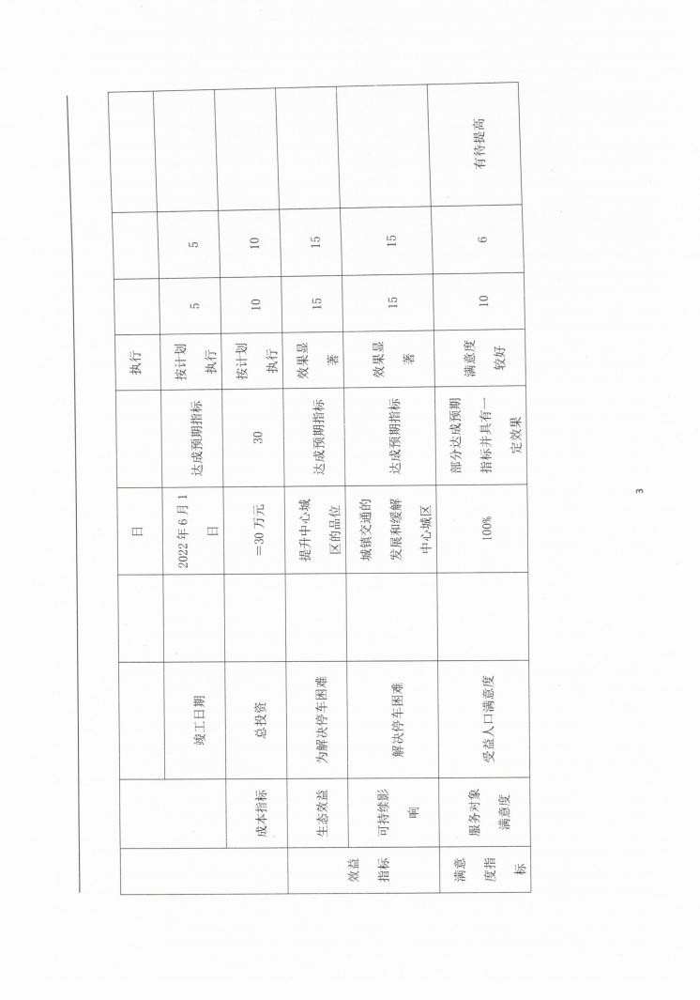 日
执行
竣工日期
2022 年 6 月 1
日
达成预期指标
按计划
执行
5
5
成本指标
总投资
＝30 万元
30
按计划
执行
10
10
效益
指标
生态效益
为解决停车困难
提升中心城
区的品位
达成预期指标
效果显
著
15
15
可持续影
响
解决停车困难
城镇交通的
发展和缓解
中心城区
达成预期指标
效果显
著
15
15
满意
度指
标
服务对象
满意度
受益人口满意度
100%
部分达成预期
指标并具有一
定效果
满意度
较好
10
6
有待提高
3